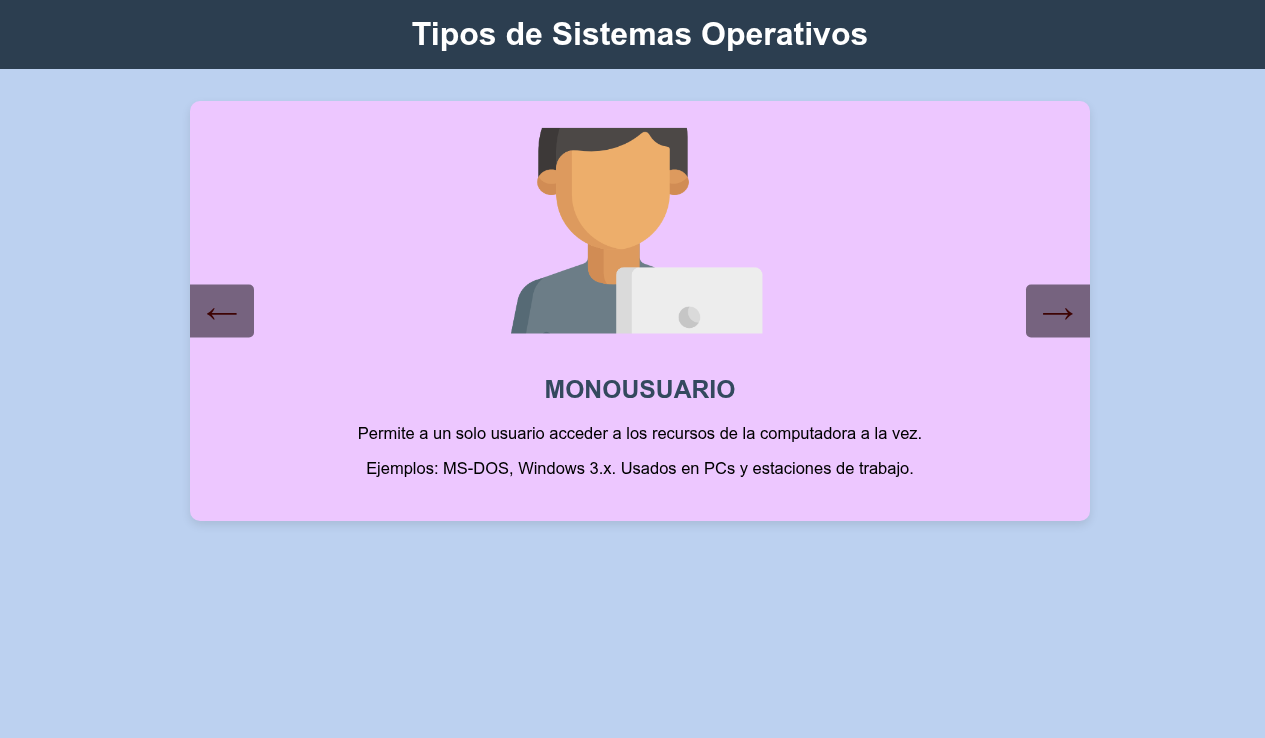 Tipos de Sistemas Operativos
← →
MONOUSUARIO
Permite a un solo usuario acceder a los recursos de la computadora a la vez.
Ejemplos: MS-DOS, Windows 3.x. Usados en PCs y estaciones de trabajo.